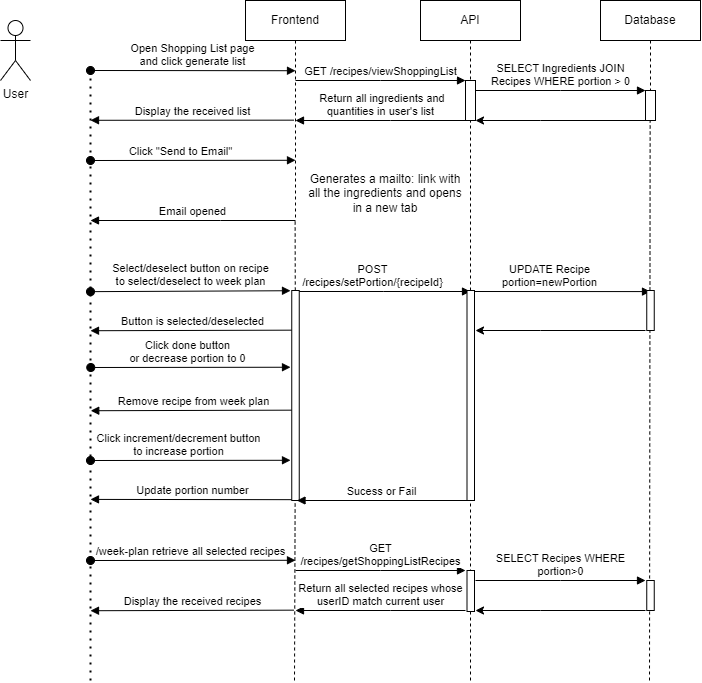 Frontend
API
Database
User
Open Shopping List page
and click generate list
GET /recipes/viewShoppingList
SELECT Ingredients JOIN
Recipes WHERE portion > 0
Return all ingredients and
quantities in user's list
Display the received list
Click "Send to Email"
Generates a mailto: link with
all the ingredients and opens
in a new tab
Email opened
Select/deselect button on recipe
to select/deselect to week plan
POST
/recipes/setPortion/{recipeId}
UPDATE Recipe
portion=newPortion
Button is selected/deselected
Click done button
or decrease portion to 0
Remove recipe from week plan
Click increment/decrement button
to increase portion
Update portion number
Sucess or Fail
/week-plan retrieve all selected recipes
GET
/recipes/getShoppingListRecipes
SELECT Recipes WHERE
portion>0
Return all selected recipes whose
userID match current user
Display the received recipes